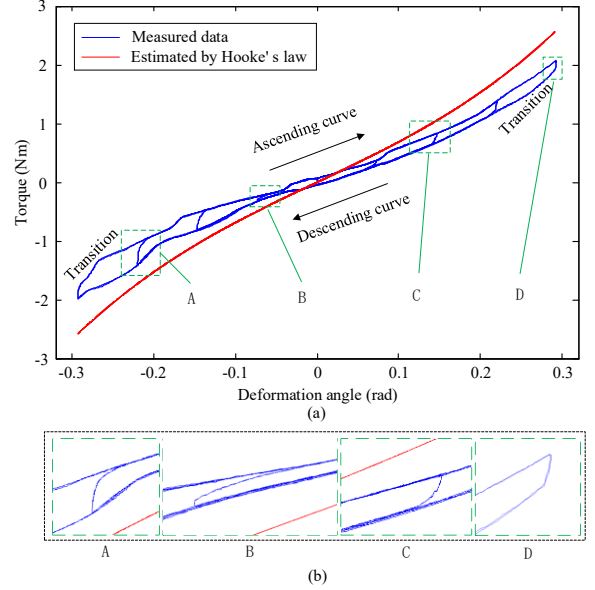 Measured data
Estimated by Hooke' s law
3
2
1
0
-1
-2
-3
Torque (Nm)
Ascending curve
Descending curve
Transition
Transition
A
B
C
D
-0.3
-0.2
-0.1
0
0.1
0.2
0.3
Deformation angle (rad)
(a)
A
B
C
D
(b)